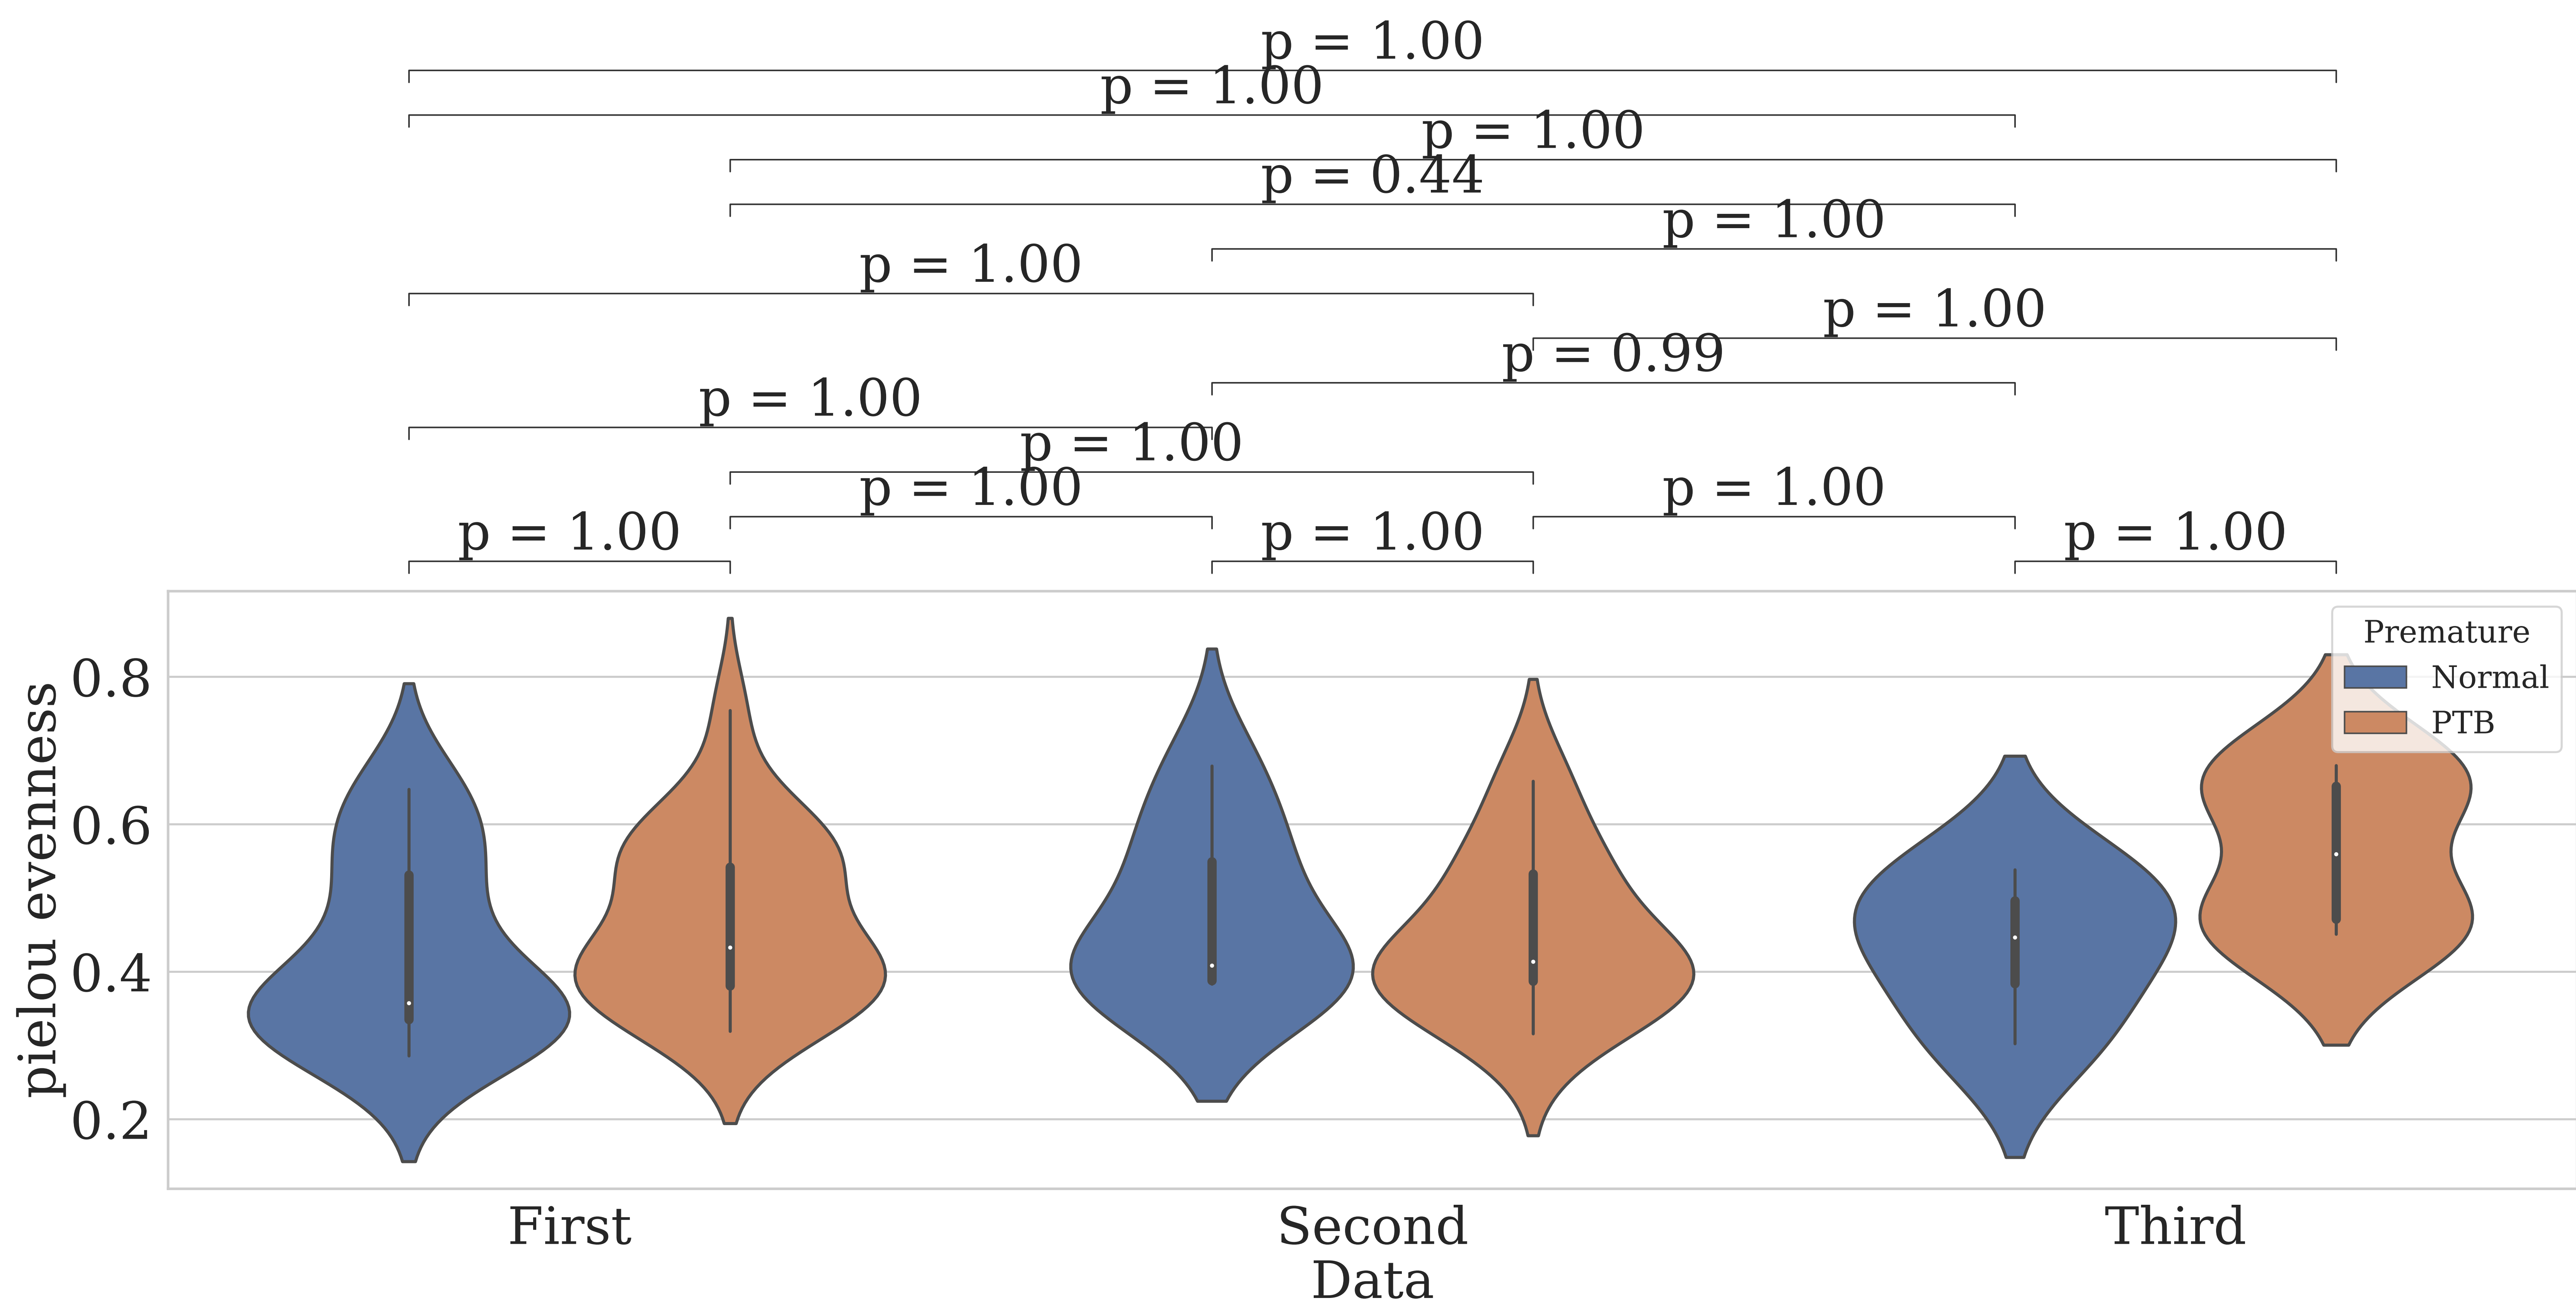 p = 1.00
p = 1.00
p = 1.00
p = 0.44
p = 1.00
p = 1.00
p = 1.00
p = 0.99
p = 1.00
p = 1.00
p = 1.00 p = 1.00
p = 1.00 p = 1.00 p = 1.00
Premature
Normal
PTB
pielou evenness
0.8
0.6
0.4
0.2
First Second Third
Data